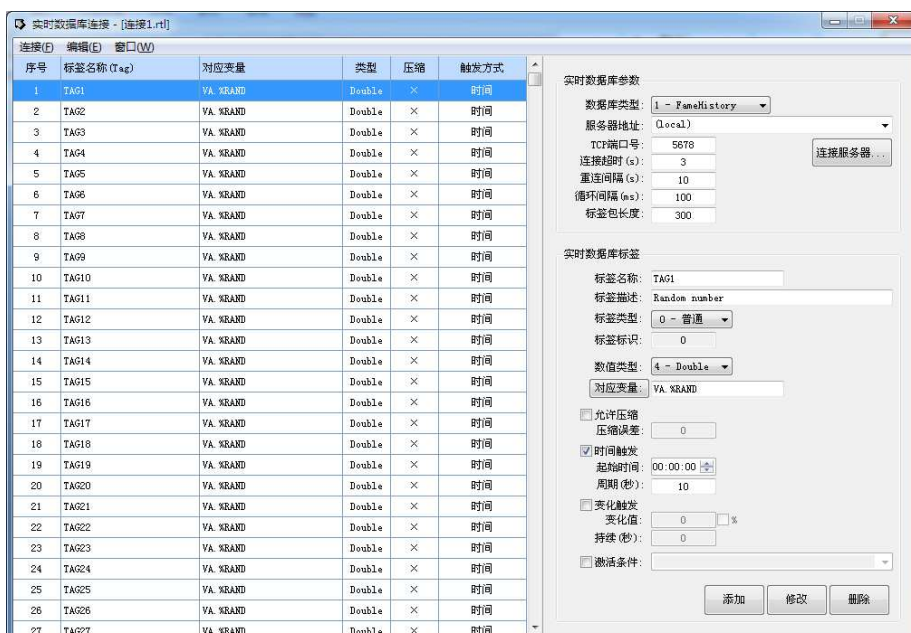 实时数据库连接 - [连接1.rtl]
连接(F) 编辑(E) 窗口(W)
序号 标签名称(Tag) 对应变量 类型 压缩 触发方式
1 TAG1 VA.%RAND Double × 时间
2 TAG2 VA.%RAND Double × 时间
3 TAG3 VA.%RAND Double × 时间
4 TAG4 VA.%RAND Double × 时间
5 TAG5 VA.%RAND Double × 时间
6 TAG6 VA.%RAND Double × 时间
7 TAG7 VA.%RAND Double × 时间
8 TAG8 VA.%RAND Double × 时间
9 TAG9 VA.%RAND Double × 时间
10 TAG10 VA.%RAND Double × 时间
11 TAG11 VA.%RAND Double × 时间
12 TAG12 VA.%RAND Double × 时间
13 TAG13 VA.%RAND Double × 时间
14 TAG14 VA.%RAND Double × 时间
15 TAG15 VA.%RAND Double × 时间
16 TAG16 VA.%RAND Double × 时间
17 TAG17 VA.%RAND Double × 时间
18 TAG18 VA.%RAND Double × 时间
19 TAG19 VA.%RAND Double × 时间
20 TAG20 VA.%RAND Double × 时间
21 TAG21 VA.%RAND Double × 时间
22 TAG22 VA.%RAND Double × 时间
23 TAG23 VA.%RAND Double × 时间
24 TAG24 VA.%RAND Double × 时间
25 TAG25 VA.%RAND Double × 时间
26 TAG26 VA.%RAND Double × 时间
27 TAG27 VA.%RAND Double × 时间
实时数据库参数
数据库类型: 1 - FameHistory
服务器地址: (local)
TCP端口号: 5678
连接服务器...
连接超时(s): 3
重连间隔(s): 10
循环间隔(ms): 100
标签包长度: 300
实时数据库标签
标签名称: TAG1
标签描述: Random number
标签类型: 0 - 普通
标签标识: 0
数值类型: 4 - Double
对应变量: VA.%RAND
允许压缩
压缩误差: 0
时间触发
起始时间: 00:00:00
周期(秒): 10
变化触发
变化值: 0 %
持续(秒): 0
激活条件:
添加 修改 删除